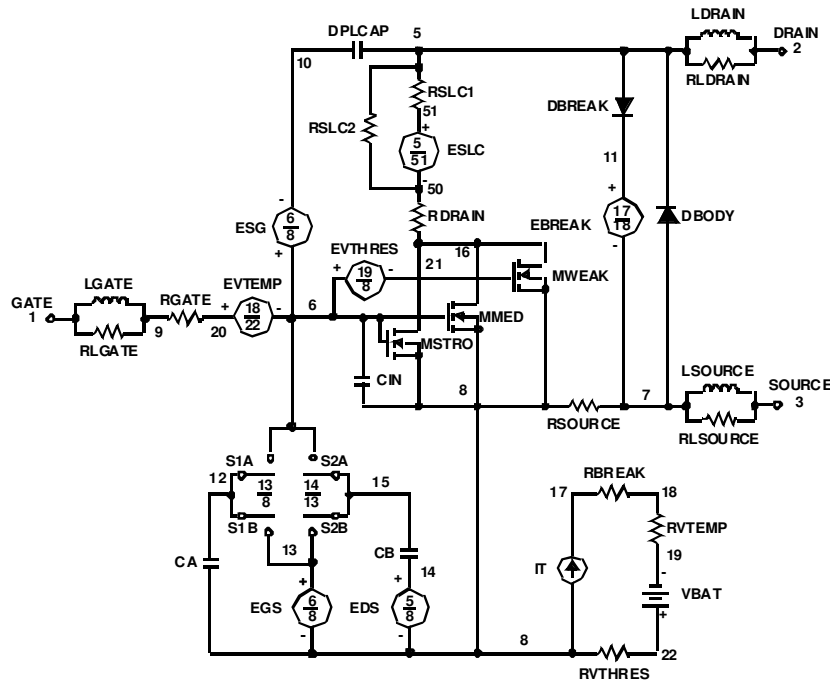 LDRAIN
DPLCAP 5 DRAIN
2
10
RLDRAIN
RSLC1
51
DBREAK
RSLC2
+
5
51
ESLC
11
-
50
+
-
17
18
DBODY
RDRAIN
6
8
ESG
EBREAK
EVTHRES
-
+
16
21
+ 19 -
8
MWEAK
LGATE
EVTEMP
GATE
1
RGATE
+ 18 -
22
6
MMED
9
20
MSTRO
RLGATE
LSOURCE
CIN
8
7
SOURCE
3
RSOURCE
RLSOURCE
S1A
S2A
12
13
8
14
13
15
RBREAK
17
18
S1B
S2B
RVTEMP
13
CB
19
CA
14
IT
-
+
+
VBAT
EGS
6
8
EDS
5
8
+
-
-
8
22
RVTHRES